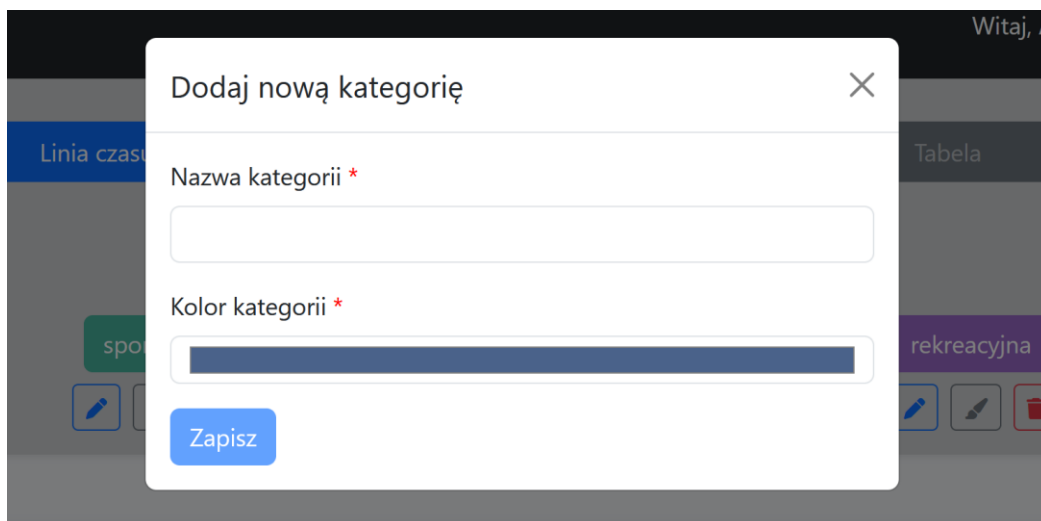 Witaj,
Dodaj nową kategorię
Linia czasu
Tabela
Nazwa kategorii *
Kolor kategorii *
rekreacyjna
Zapisz